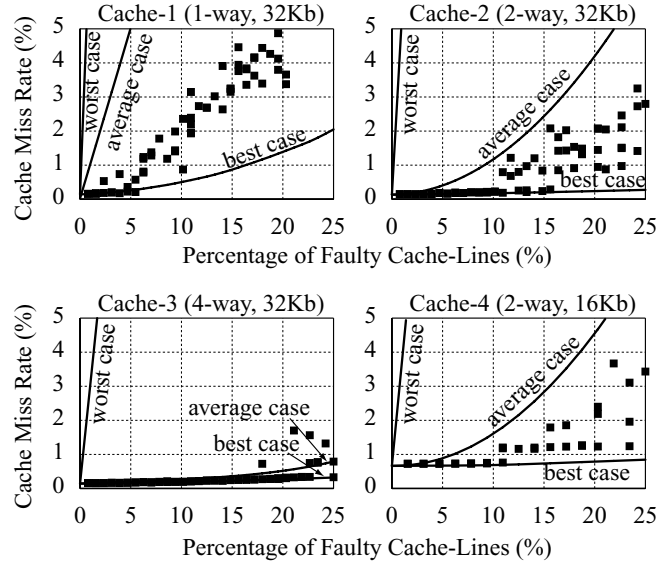 Cache-1 (1-way, 32Kb)
Cache Miss Rate (%)
5
4
3
2
1
0
worst case
average case
best case
0 5 10 15 20 25
Cache-2 (2-way, 32Kb)
5
4
3
2
1
0
worst case
average case
best case
0 5 10 15 20 25
Percentage of Faulty Cache-Lines (%)
Cache-3 (4-way, 32Kb)
Cache Miss Rate (%)
5
4
3
2
1
0
worst case
average case
best case
0 5 10 15 20 25
Cache-4 (2-way, 16Kb)
5
4
3
2
1
0
worst case
average case
best case
0 5 10 15 20 25
Percentage of Faulty Cache-Lines (%)